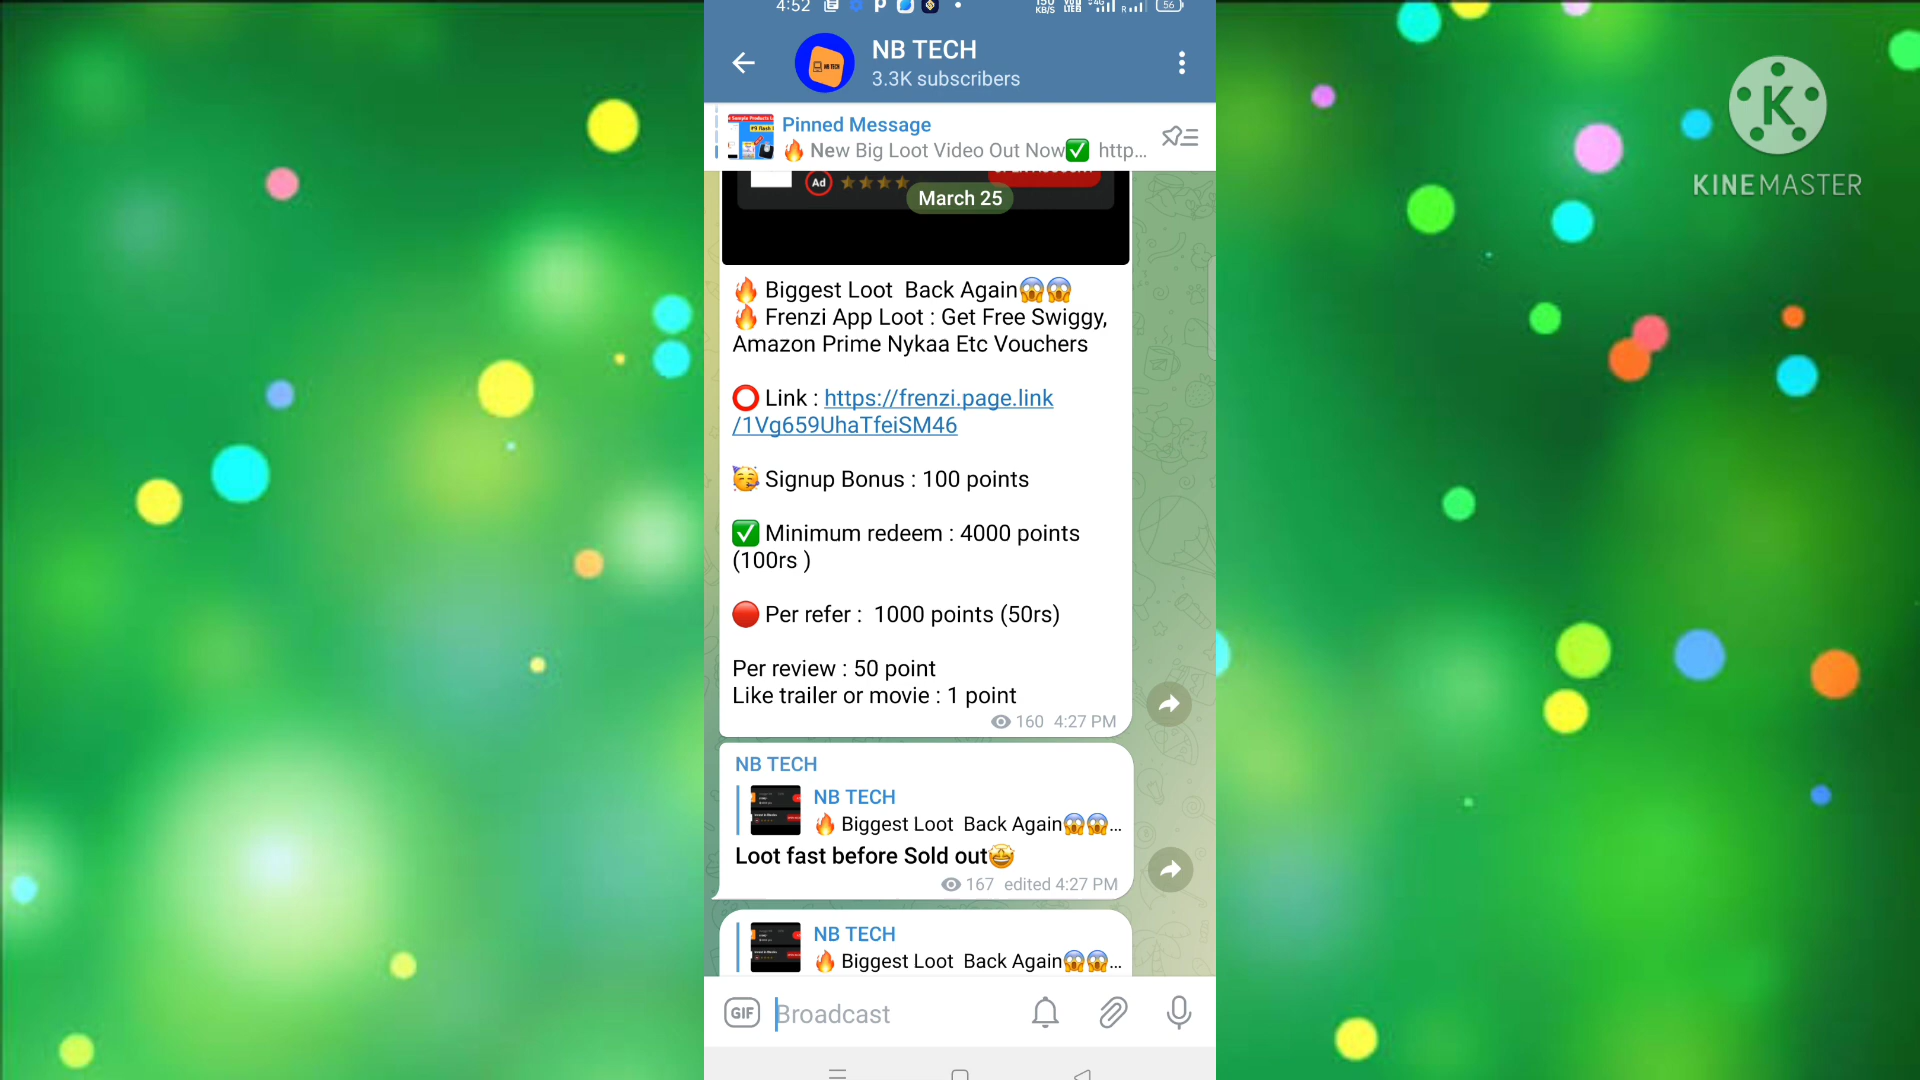 4:52
150 KB/S
56
NB TECH
3.3K subscribers
Pinned Message
🔥 New Big Loot Video Out Now✅ http...
Ad
March 25
🔥 Biggest Loot Back Again😱😱
🔥 Frenzi App Loot : Get Free Swiggy,
Amazon Prime Nykaa Etc Vouchers
⭕ Link : https://frenzi.page.link
/1Vg659UhaTfeiSM46
🥳 Signup Bonus : 100 points
✅ Minimum redeem : 4000 points
(100rs )
🔴 Per refer : 1000 points (50rs)
Per review : 50 point
Like trailer or movie : 1 point
160 4:27 PM
NB TECH
NB TECH
🔥 Biggest Loot Back Again😱😱...
Loot fast before Sold out🤩
167 edited 4:27 PM
NB TECH
🔥 Biggest Loot Back Again😱😱...
GIF
Broadcast
K
KINEMASTER